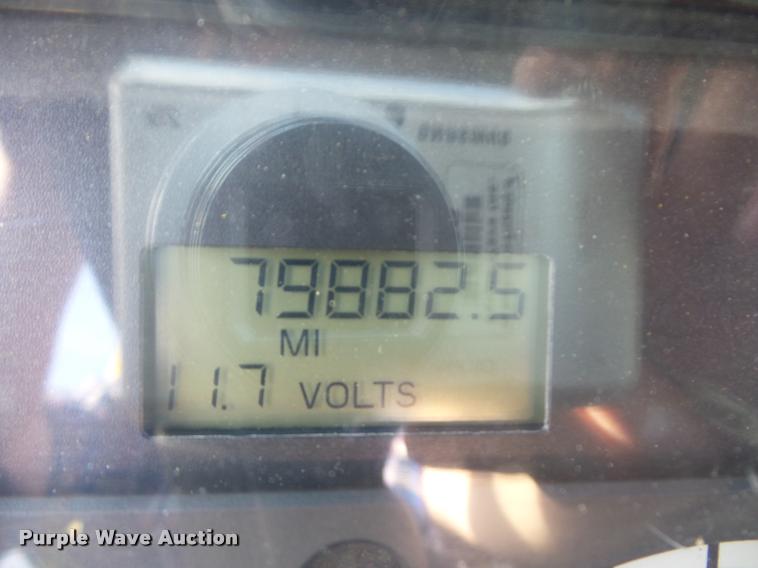 79882.5
MI
11.7 VOLTS
Purple Wave Auction